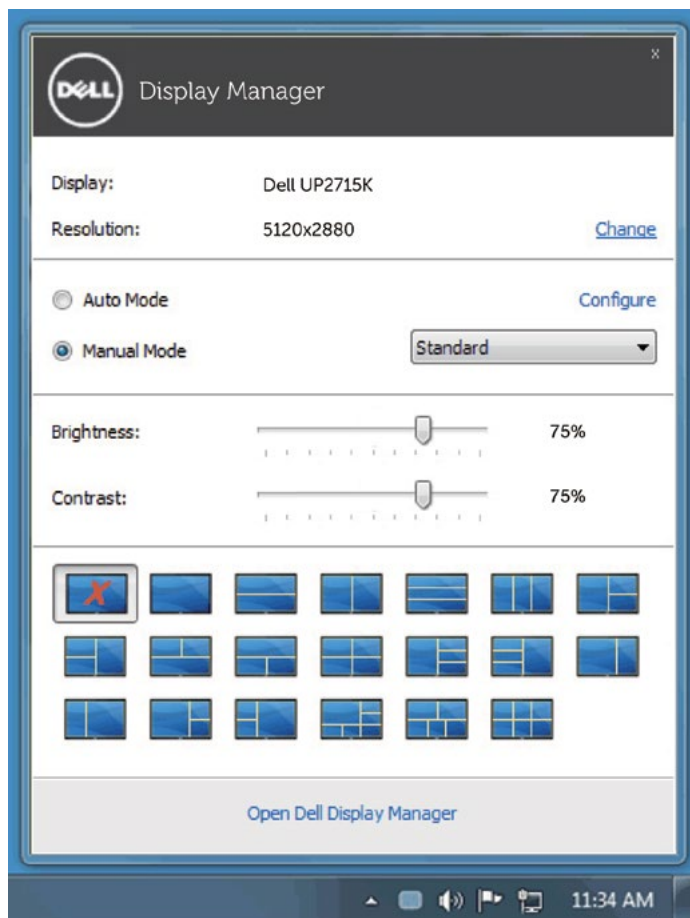 DELL Display Manager x
Display: Dell UP2715K
Resolution: 5120x2880 Change
Auto Mode Configure
Manual Mode Standard
Brightness: 75%
Contrast: 75%
Open Dell Display Manager
11:34 AM